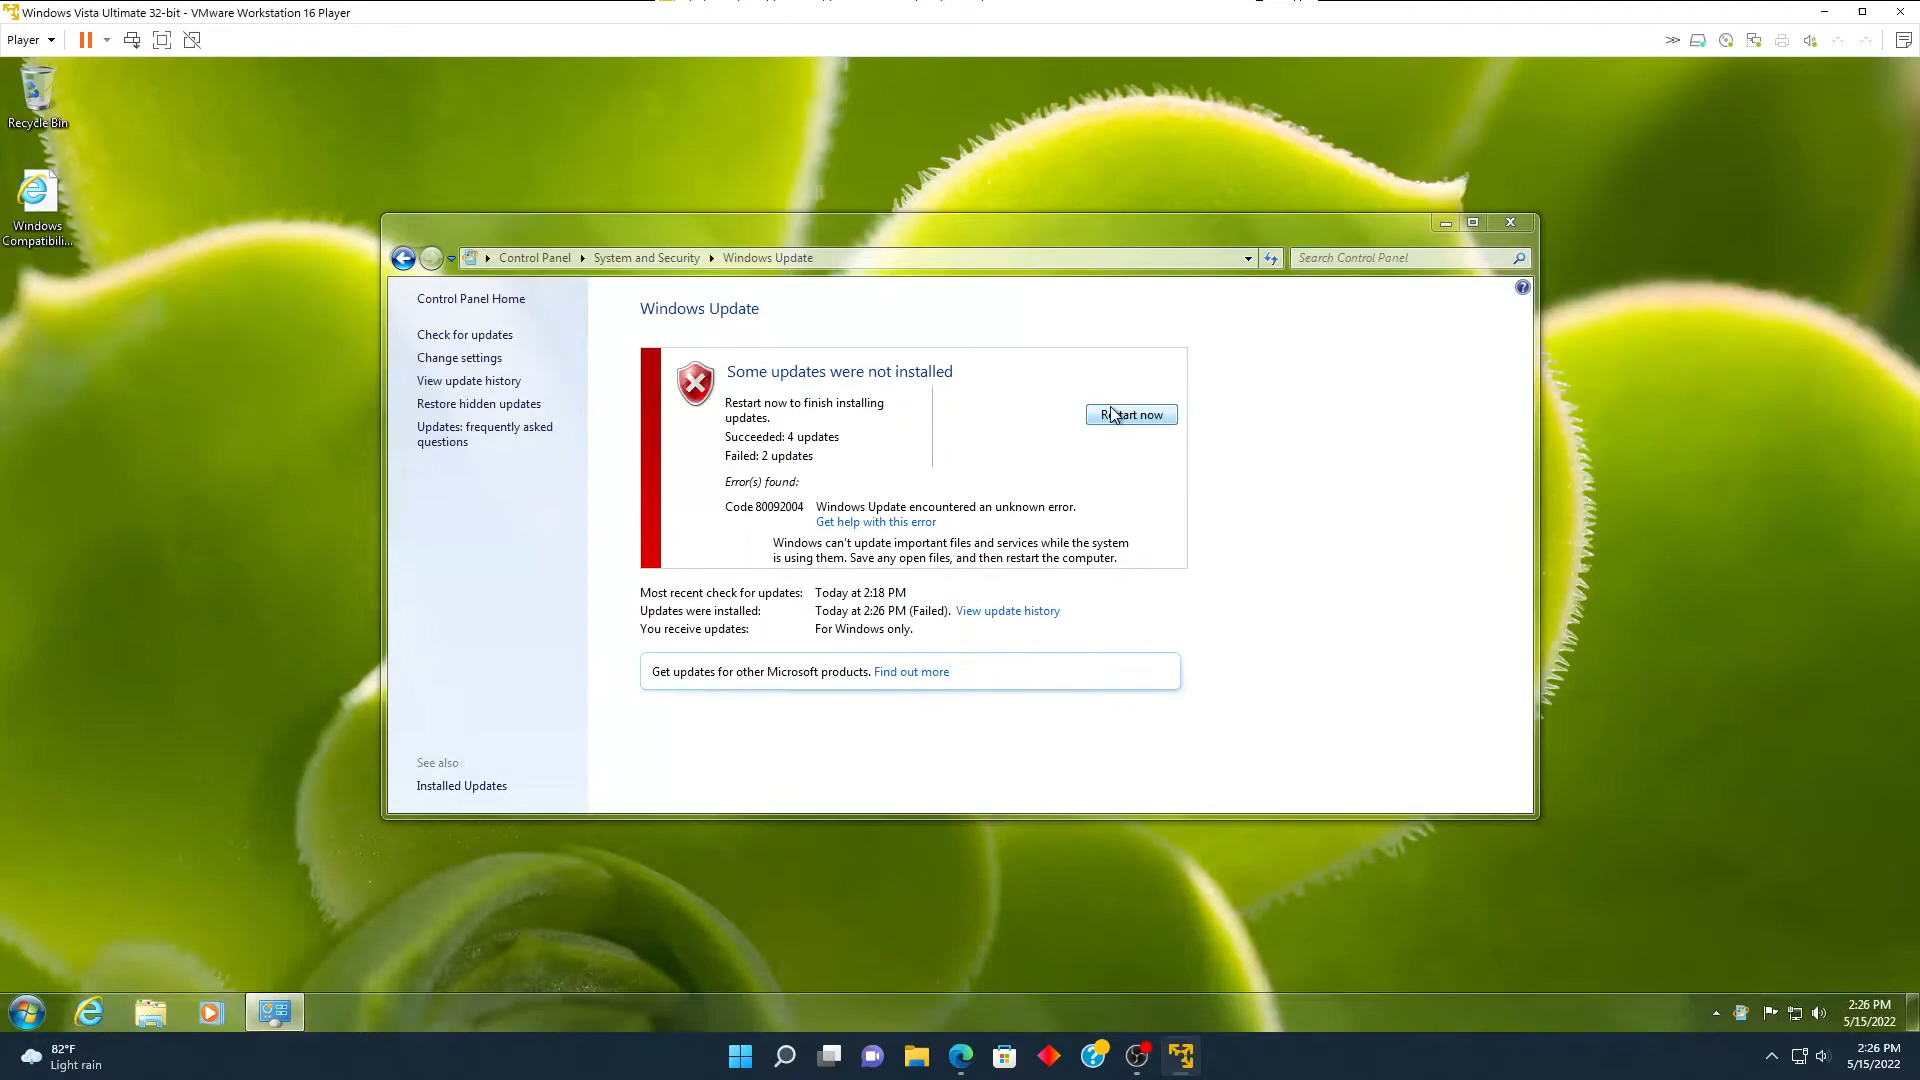 Windows Vista Ultimate 32-bit - VMware Workstation 16 Player
Player
Recycle Bin
Windows
Compatibili...
Control Panel
System and Security
Windows Update
Search Control Panel
Control Panel Home
Check for updates
Change settings
View update history
Restore hidden updates
Updates: frequently asked
questions
See also
Installed Updates
Windows Update
Some updates were not installed
Restart now to finish installing
updates.
Succeeded: 4 updates
Failed: 2 updates
Restart now
Error(s) found:
Code 80092004 Windows Update encountered an unknown error.
Get help with this error
Windows can't update important files and services while the system
is using them. Save any open files, and then restart the computer.
Most recent check for updates: Today at 2:18 PM
Updates were installed: Today at 2:26 PM (Failed). View update history
You receive updates: For Windows only.
Get updates for other Microsoft products. Find out more
2:26 PM
5/15/2022
82°F
Light rain
2:26 PM
5/15/2022